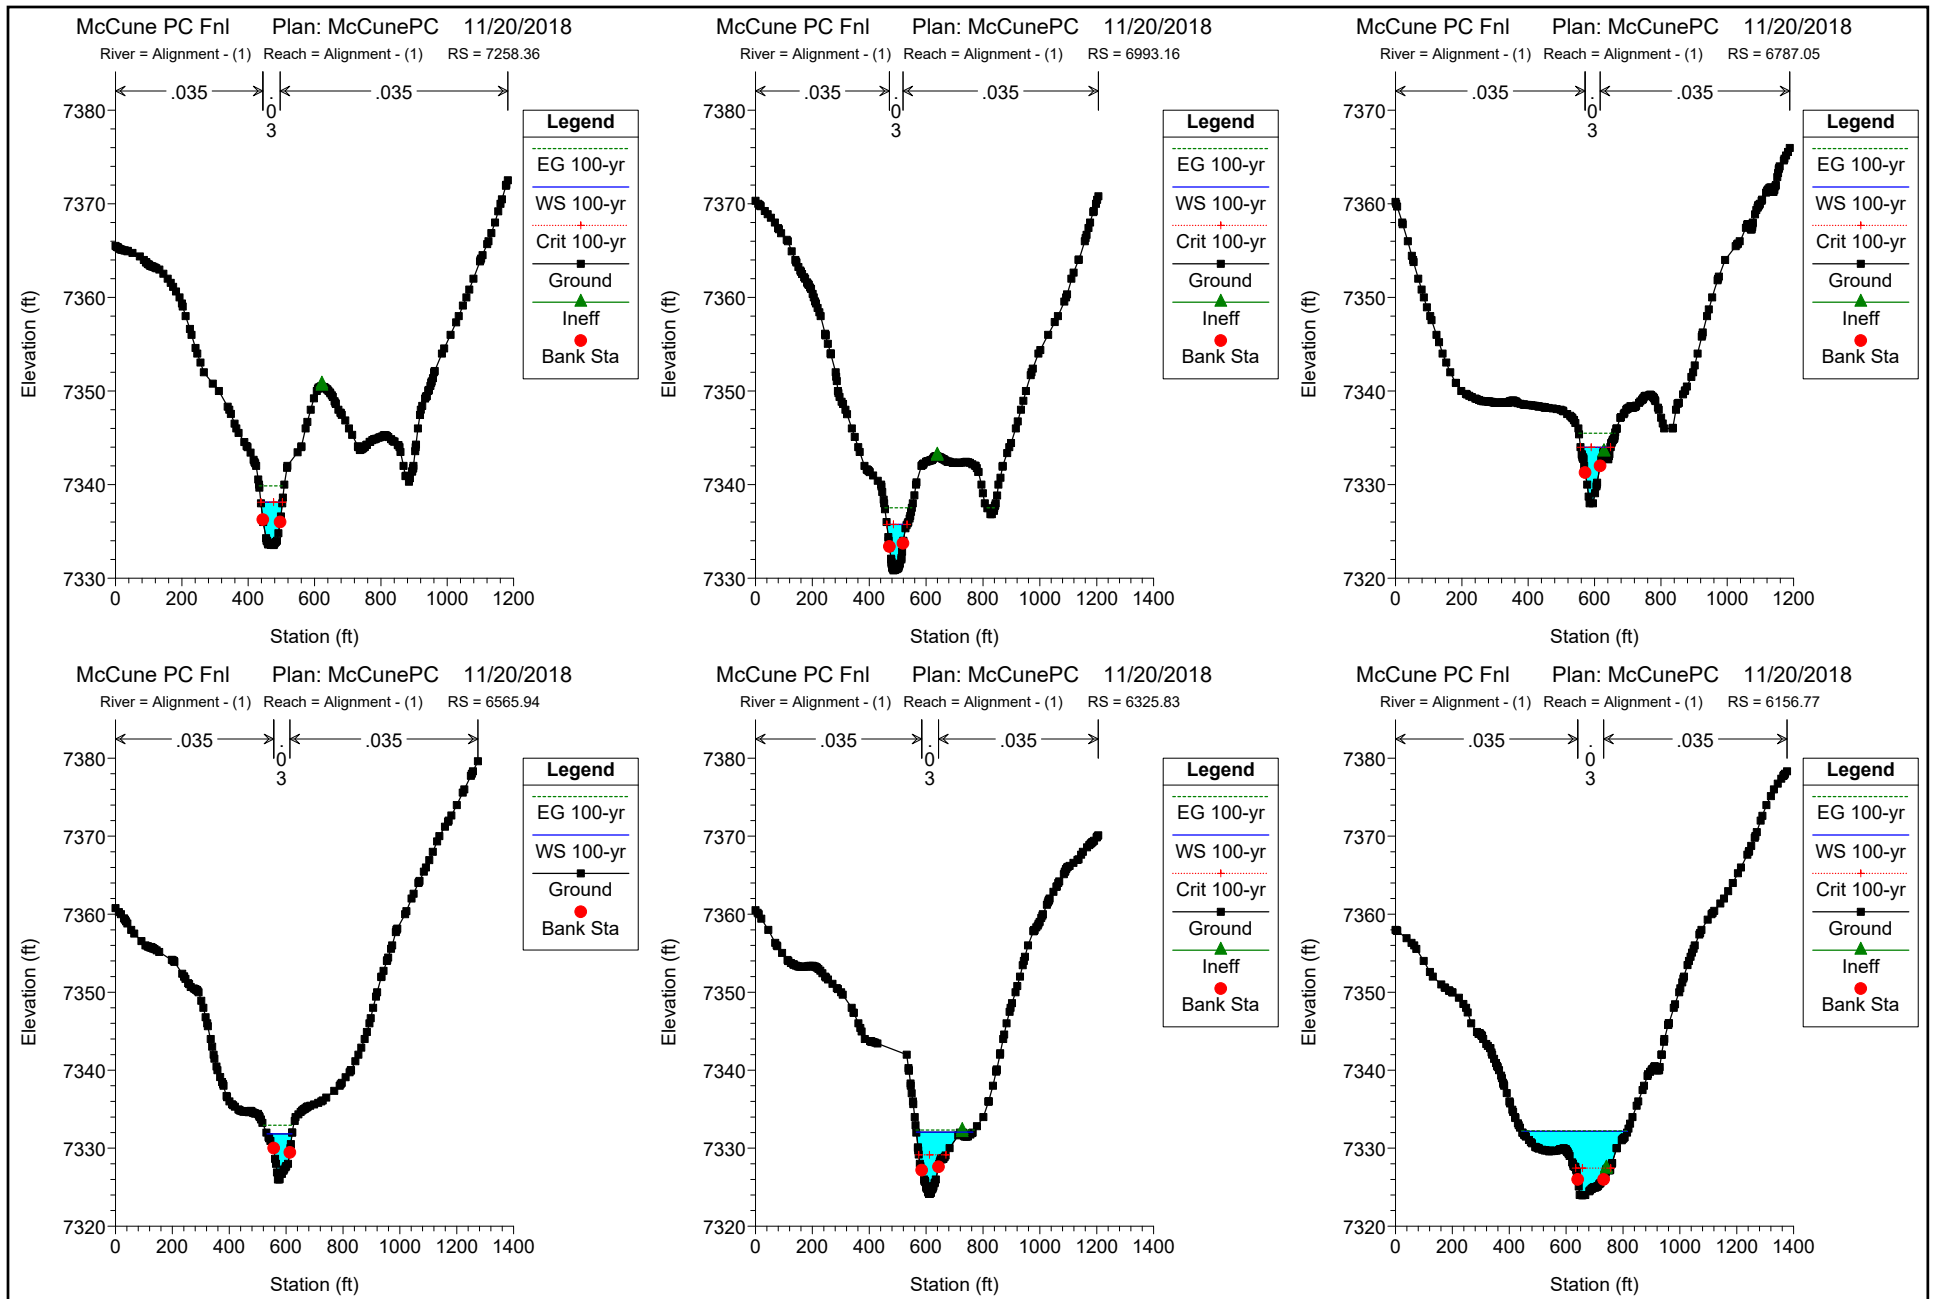 McCune PC Fnl Plan: McCunePC 11/20/2018
River = Alignment - (1) Reach = Alignment - (1) RS = 7258.36
.035 .03 .035
Legend
EG 100-yr
WS 100-yr
Crit 100-yr
Ground
Ineff
Bank Sta
7380
7370
7360
7350
7340
7330
Elevation (ft)
0 200 400 600 800 1000 1200
Station (ft)
McCune PC Fnl Plan: McCunePC 11/20/2018
River = Alignment - (1) Reach = Alignment - (1) RS = 6993.16
.035 .03 .035
Legend
EG 100-yr
WS 100-yr
Crit 100-yr
Ground
Ineff
Bank Sta
7380
7370
7360
7350
7340
7330
Elevation (ft)
0 200 400 600 800 1000 1200 1400
Station (ft)
McCune PC Fnl Plan: McCunePC 11/20/2018
River = Alignment - (1) Reach = Alignment - (1) RS = 6787.05
.035 .03 .035
Legend
EG 100-yr
WS 100-yr
Crit 100-yr
Ground
Ineff
Bank Sta
7370
7360
7350
7340
7330
7320
Elevation (ft)
0 200 400 600 800 1000 1200
Station (ft)
McCune PC Fnl Plan: McCunePC 11/20/2018
River = Alignment - (1) Reach = Alignment - (1) RS = 6565.94
.035 .03 .035
Legend
EG 100-yr
WS 100-yr
Ground
Bank Sta
7380
7370
7360
7350
7340
7330
7320
Elevation (ft)
0 200 400 600 800 1000 1200 1400
Station (ft)
McCune PC Fnl Plan: McCunePC 11/20/2018
River = Alignment - (1) Reach = Alignment - (1) RS = 6325.83
.035 .03 .035
Legend
EG 100-yr
WS 100-yr
Crit 100-yr
Ground
Ineff
Bank Sta
7380
7370
7360
7350
7340
7330
7320
Elevation (ft)
0 200 400 600 800 1000 1200 1400
Station (ft)
McCune PC Fnl Plan: McCunePC 11/20/2018
River = Alignment - (1) Reach = Alignment - (1) RS = 6156.77
.035 .03 .035
Legend
EG 100-yr
WS 100-yr
Crit 100-yr
Ground
Ineff
Bank Sta
7380
7370
7360
7350
7340
7330
7320
Elevation (ft)
0 200 400 600 800 1000 1200 1400
Station (ft)